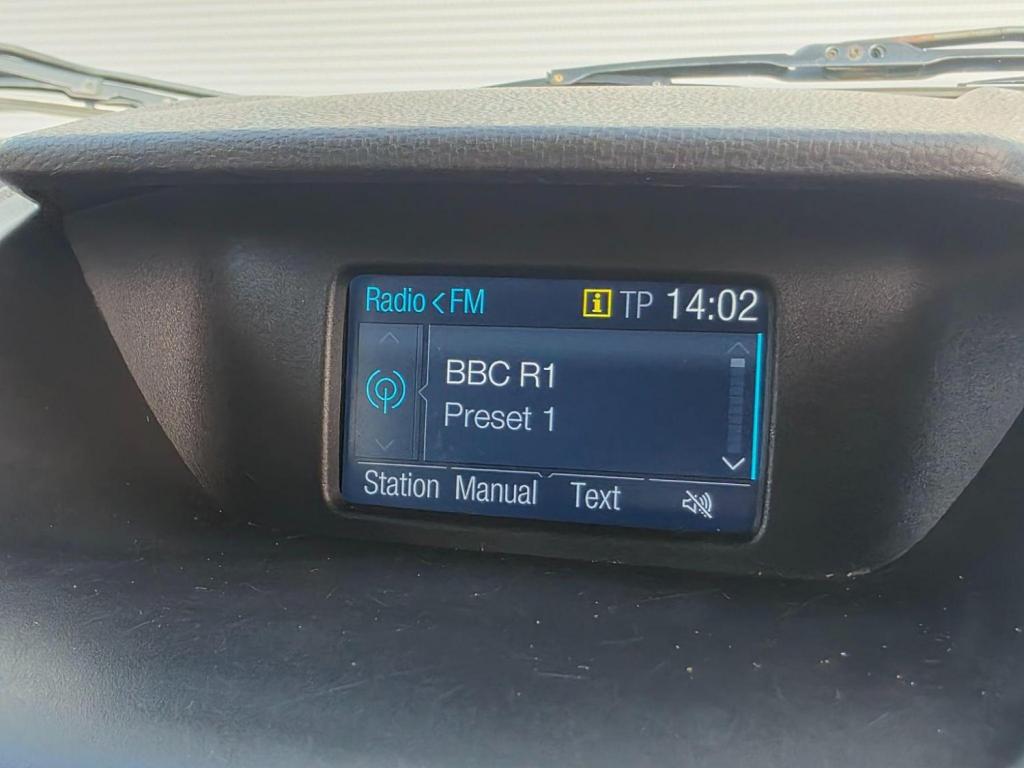 Radio < FM i TP 14:02
BBC R1
Preset 1
Station Manual Text